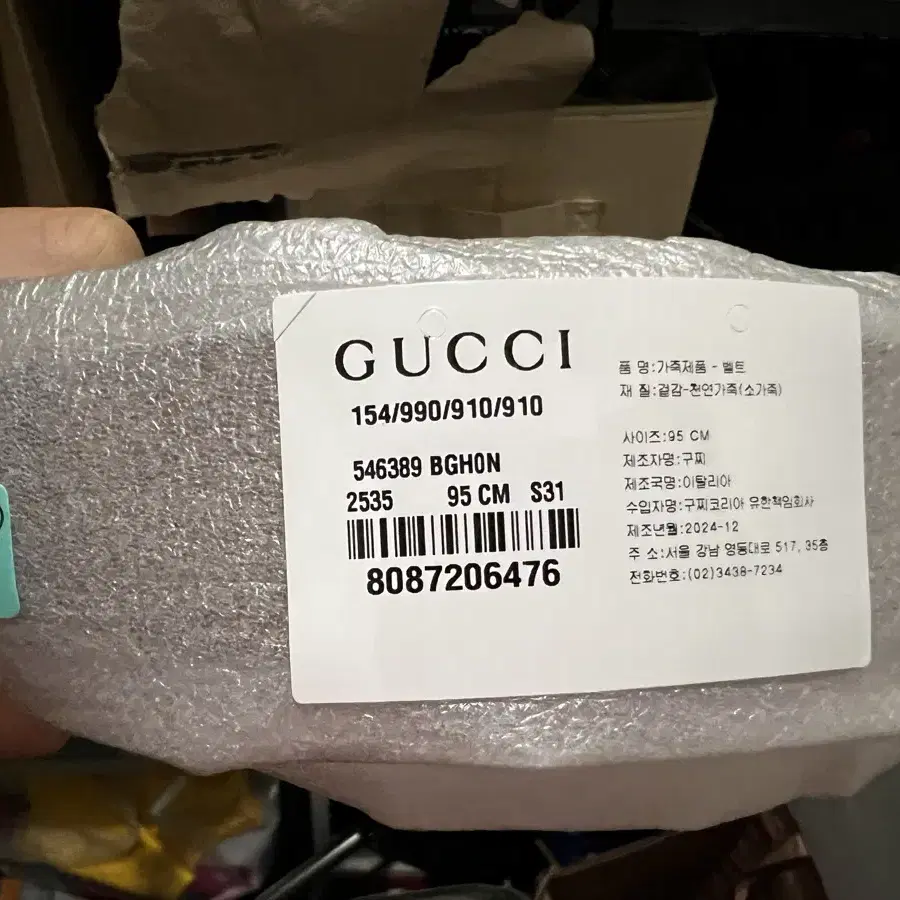 GUCCI
154/990/910/910
546389 BGH0N
2535 95 CM S31
8087206476
품 명:가죽제품 - 벨트
재 질:겉감-천연가죽(소가죽)
사이즈:95 CM
제조자명:구찌
제조국명:이탈리아
수입자명:구찌코리아 유한책임회사
제조년월:2024-12
주 소:서울 강남 영동대로 517, 35층
전화번호:(02)3438-7234